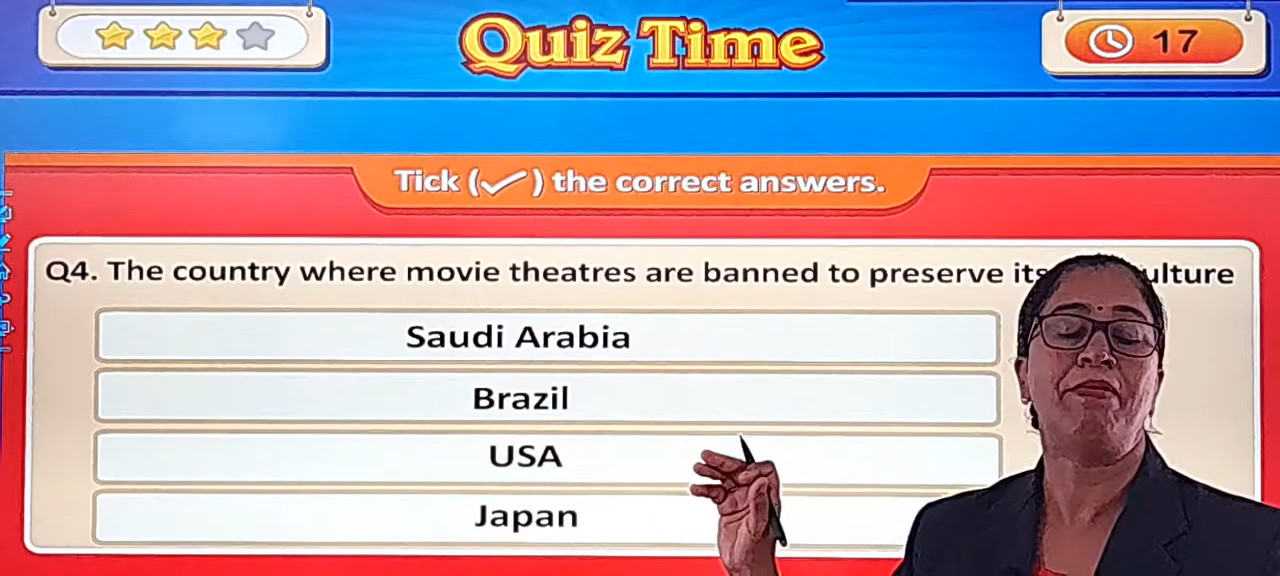 Quiz Time
17
Tick (✓) the correct answers.
Q4. The country where movie theatres are banned to preserve its
Saudi Arabia
Brazil
USA
Japan